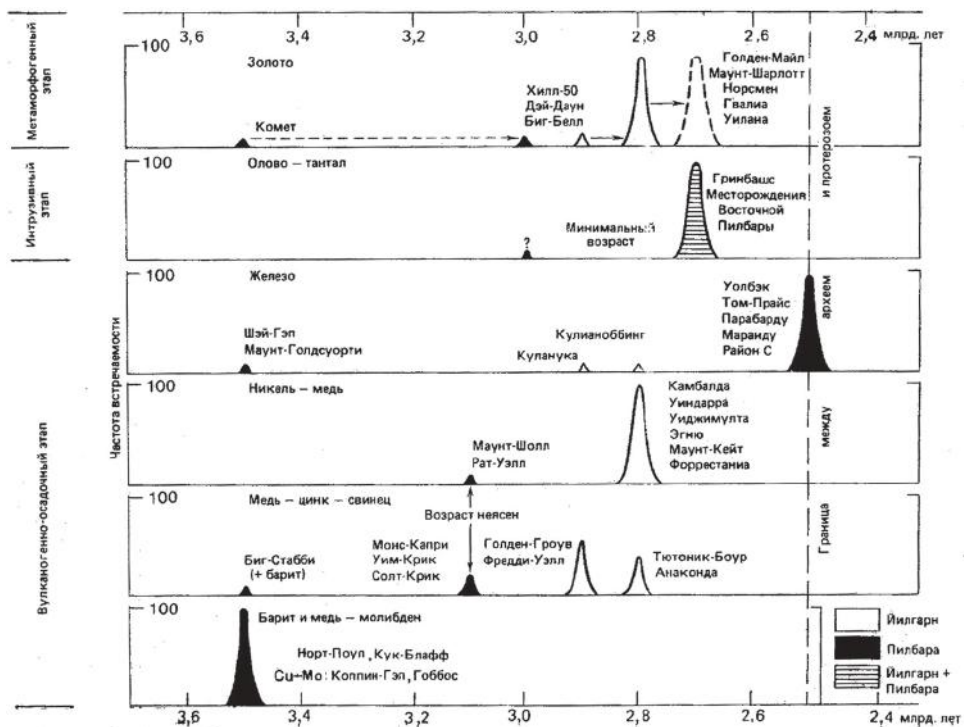 3,6 3,4 3,2 3,0 2,8 2,6 2,4 млрд. лет
Метаморфогенный этап
100
Золото
Комет
Хилл-50
Дэй-Даун
Биг-Белл
Голден-Майл
Маунт-Шарлотт
Норсмен
Гвалиа
Уилана
Интрузивный этап
100
Олово – тантал
?
Минимальный
возраст
Гринбашс
Месторождения
Восточной
Пилбары
Вулканогенно-осадочный этап
Частота встречаемости
100
Железо
Шэй-Гэп
Маунт-Голдсуорти
Кулианоббинг
Куланука
Уолбэк
Том-Прайс
Парабарду
Маранду
Район С
100
Никель – медь
Маунт-Шолл
Рат-Уэлл
Камбалда
Уиндарра
Уиджимулта
Эгню
Маунт-Кейт
Форрестаниа
100
Медь – цинк – свинец
Возраст неясен
Биг-Стабби
(+ барит)
Монс-Капри
Уим-Крик
Солт-Крик
Голден-Гроув
Фредди-Уэлл
Тютоник-Боур
Анаконда
100
Барит и медь – молибден
Норт-Поул, Кук-Блафф
Cu–Mo: Коппин-Гэп, Гоббос
Граница между археем и протерозоем
Йилгарн
Пилбара
Йилгарн +
Пилбара
3,6 3,4 3,2 3,0 2,8 2,6 2,4 млрд. лет